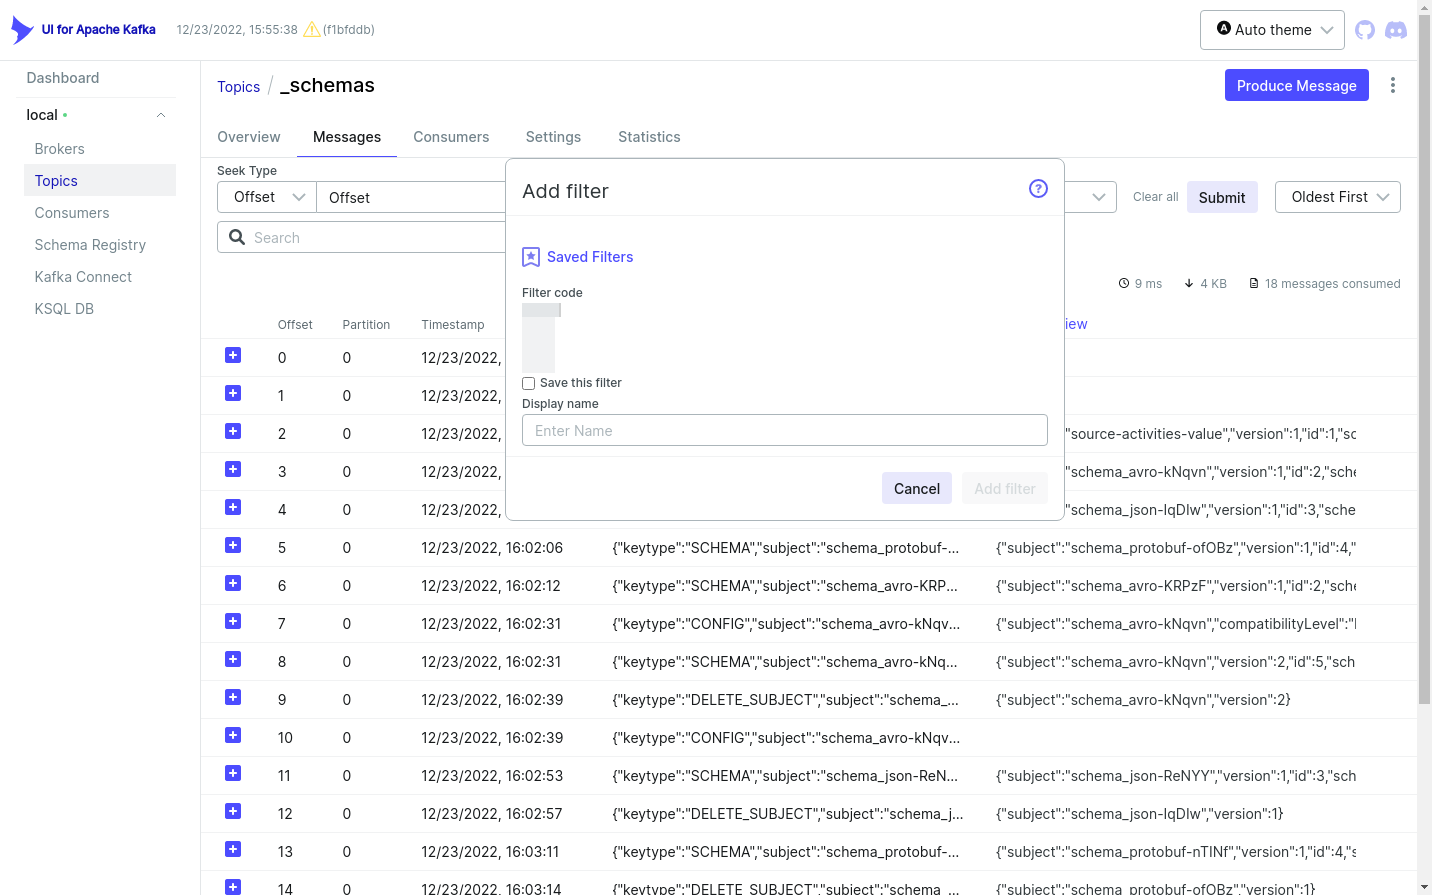 UI for Apache Kafka
12/23/2022, 15:55:38 (f1bfddb)
Auto theme
Dashboard
local
Brokers
Topics
Consumers
Schema Registry
Kafka Connect
KSQL DB
Topics / _schemas
Produce Message
Overview Messages Consumers Settings Statistics
Seek Type
Offset Offset
Clear all Submit Oldest First
Search
Add filter
Saved Filters
Filter code
Save this filter
Display name
Enter Name
Cancel Add filter
9 ms 4 KB 18 messages consumed
Offset Partition Timestamp
0 0 12/23/2022,
1 0 12/23/2022,
2 0 12/23/2022, "source-activities-value","version":1,"id":1,"sc
3 0 12/23/2022, "schema_avro-kNqvn","version":1,"id":2,"sche
4 0 12/23/2022, "schema_json-IqDIw","version":1,"id":3,"sche
5 0 12/23/2022, 16:02:06 {"keytype":"SCHEMA","subject":"schema_protobuf-... {"subject":"schema_protobuf-ofOBz","version":1,"id":4,"
6 0 12/23/2022, 16:02:12 {"keytype":"SCHEMA","subject":"schema_avro-KRP... {"subject":"schema_avro-KRPzF","version":1,"id":2,"sche
7 0 12/23/2022, 16:02:31 {"keytype":"CONFIG","subject":"schema_avro-kNqv... {"subject":"schema_avro-kNqvn","compatibilityLevel":"
8 0 12/23/2022, 16:02:31 {"keytype":"SCHEMA","subject":"schema_avro-kNq... {"subject":"schema_avro-kNqvn","version":2,"id":5,"sch
9 0 12/23/2022, 16:02:39 {"keytype":"DELETE_SUBJECT","subject":"schema_... {"subject":"schema_avro-kNqvn","version":2}
10 0 12/23/2022, 16:02:39 {"keytype":"CONFIG","subject":"schema_avro-kNqv...
11 0 12/23/2022, 16:02:53 {"keytype":"SCHEMA","subject":"schema_json-ReN... {"subject":"schema_json-ReNYY","version":1,"id":3,"sch
12 0 12/23/2022, 16:02:57 {"keytype":"DELETE_SUBJECT","subject":"schema_j... {"subject":"schema_json-IqDIw","version":1}
13 0 12/23/2022, 16:03:11 {"keytype":"SCHEMA","subject":"schema_protobuf-... {"subject":"schema_protobuf-nTINf","version":1,"id":4,"s
14 0 12/23/2022, 16:03:14 {"keytype":"DELETE_SUBJECT","subject":"schema_... {"subject":"schema_protobuf-ofOBz","version":1}